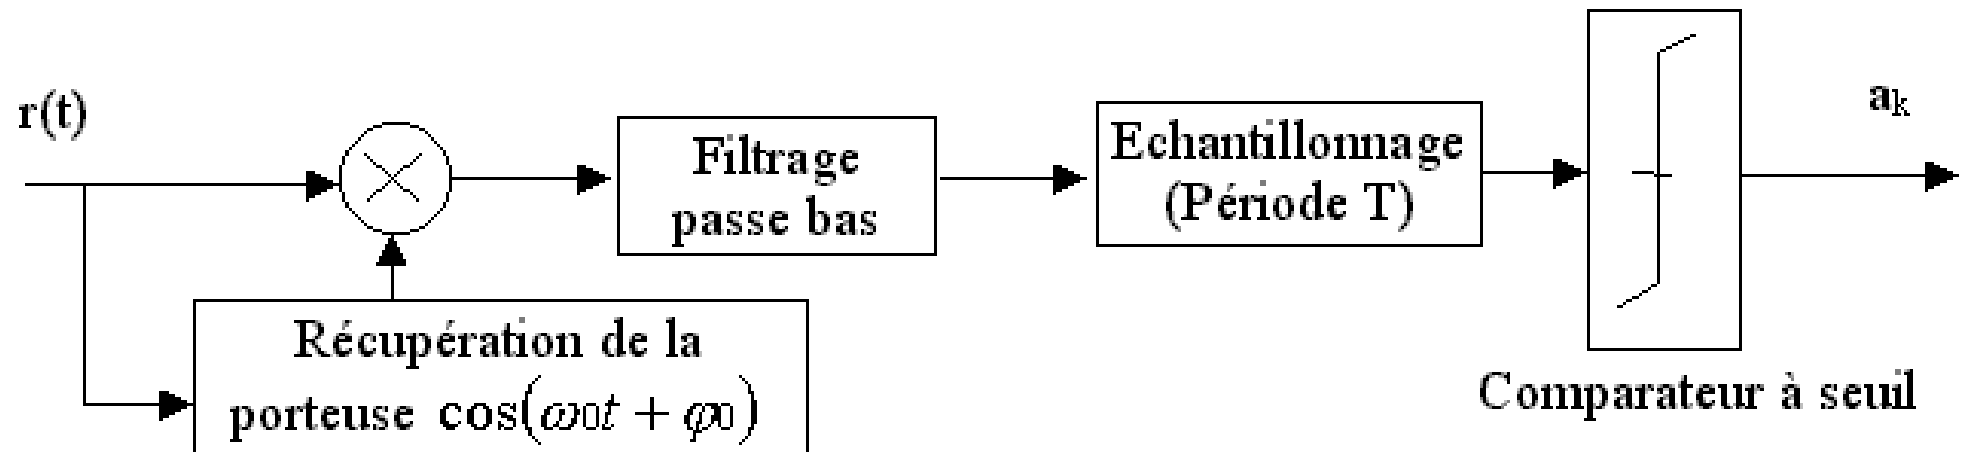 r(t)
Filtrage
passe bas
Echantillonnage
(Période T)
a_k
Récupération de la
porteuse cos(ω0t + φ0)
Comparateur à seuil